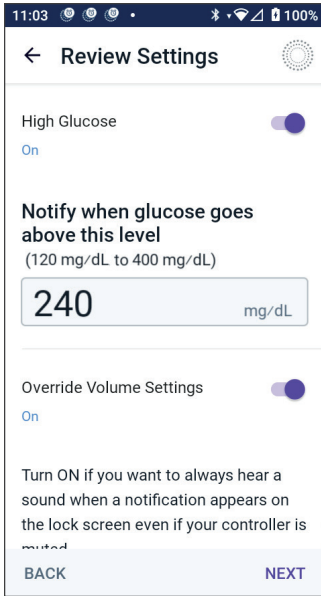 11:03 100%
Review Settings
High Glucose
On
Notify when glucose goes
above this level
(120 mg/dL to 400 mg/dL)
240 mg/dL
Override Volume Settings
On
Turn ON if you want to always hear a
sound when a notification appears on
the lock screen even if your controller is
muted
BACK NEXT